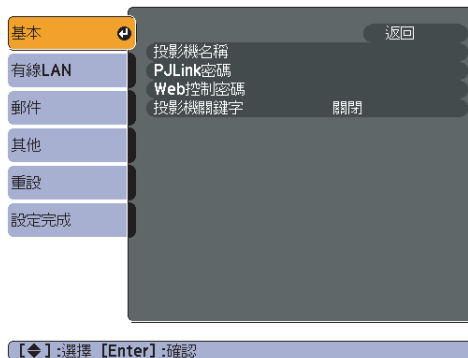 基本
有線LAN
郵件
其他
重設
設定完成
返回
投影機名稱
PJLink密碼
Web控制密碼
投影機關鍵字 關閉
[◆] :選擇 [Enter] :確認